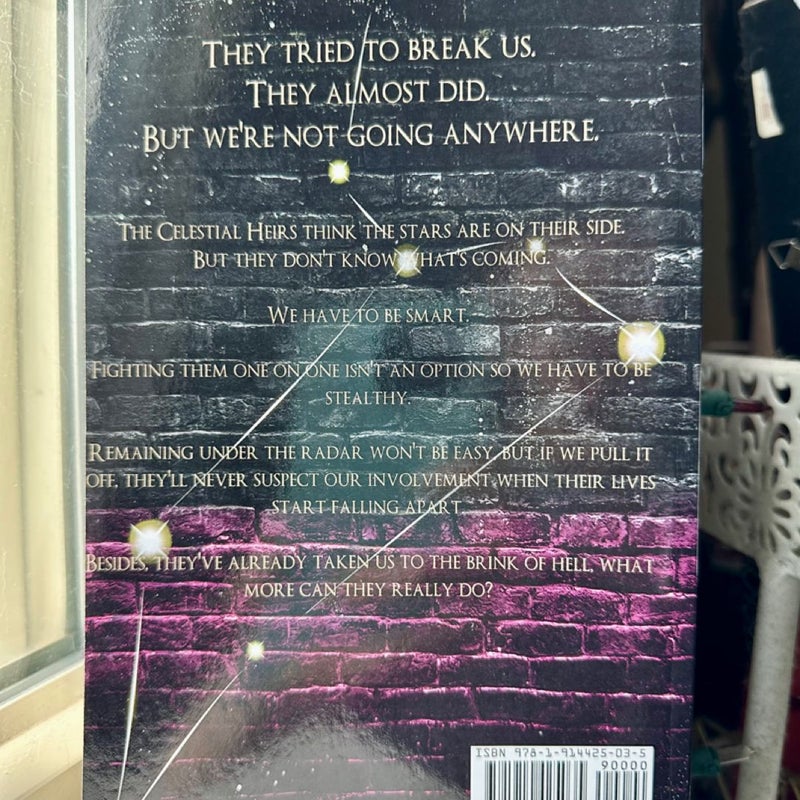 THEY TRIED TO BREAK US.
THEY ALMOST DID.
BUT WE'RE NOT GOING ANYWHERE.
THE CELESTIAL HEIRS THINK THE STARS ARE ON THEIR SIDE.
BUT THEY DON'T KNOW WHAT'S COMING.
WE HAVE TO BE SMART.
FIGHTING THEM ONE ON ONE ISN'T AN OPTION SO WE HAVE TO BE
STEALTHY.
REMAINING UNDER THE RADAR WON'T BE EASY, BUT IF WE PULL IT
OFF, THEY'LL NEVER SUSPECT OUR INVOLVEMENT WHEN THEIR LIVES
START FALLING APART.
BESIDES, THEY'VE ALREADY TAKEN US TO THE BRINK OF HELL, WHAT
MORE CAN THEY REALLY DO?
ISBN 978-1-914425-03-5
90000